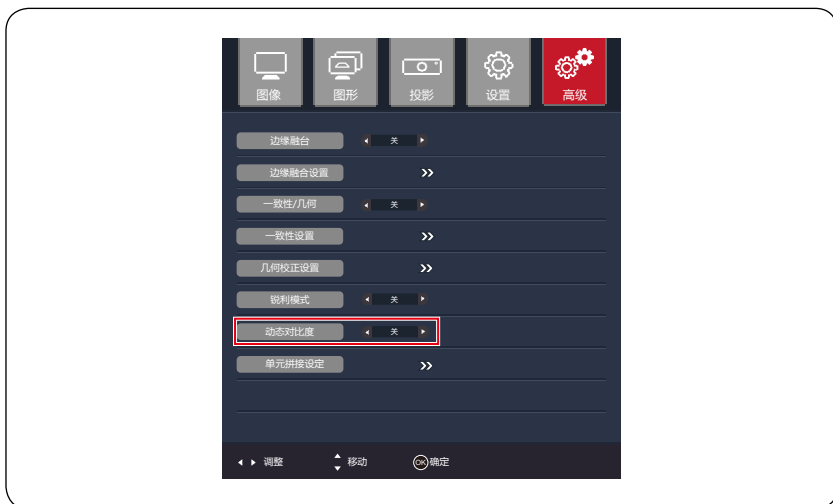 图像 图形 投影 设置 高级
边缘融台 关
边缘融合设置
一致性/几何 关
一致性设置
几何校正设置
锐利模式 关
动态对比度 关
单元拼接设定
调整 移动 OK 确定